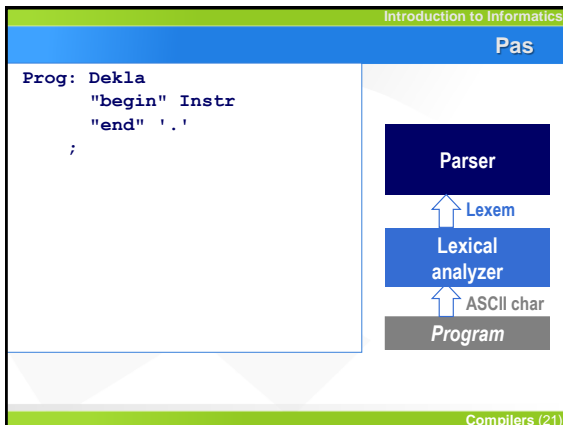 Introduction to Informatics
Pas
Prog: Dekla
"begin" Instr
"end" '.'
;
Parser
Lexem
Lexical
analyzer
ASCII char
Program
Compilers (21)